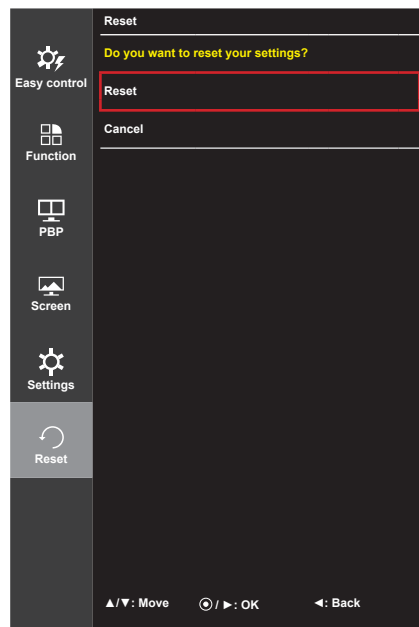 Reset
Do you want to reset your settings?
Reset
Cancel
Easy control
Function
PBP
Screen
Settings
Reset
▲/▼: Move
⦿ / ►: OK
◄: Back